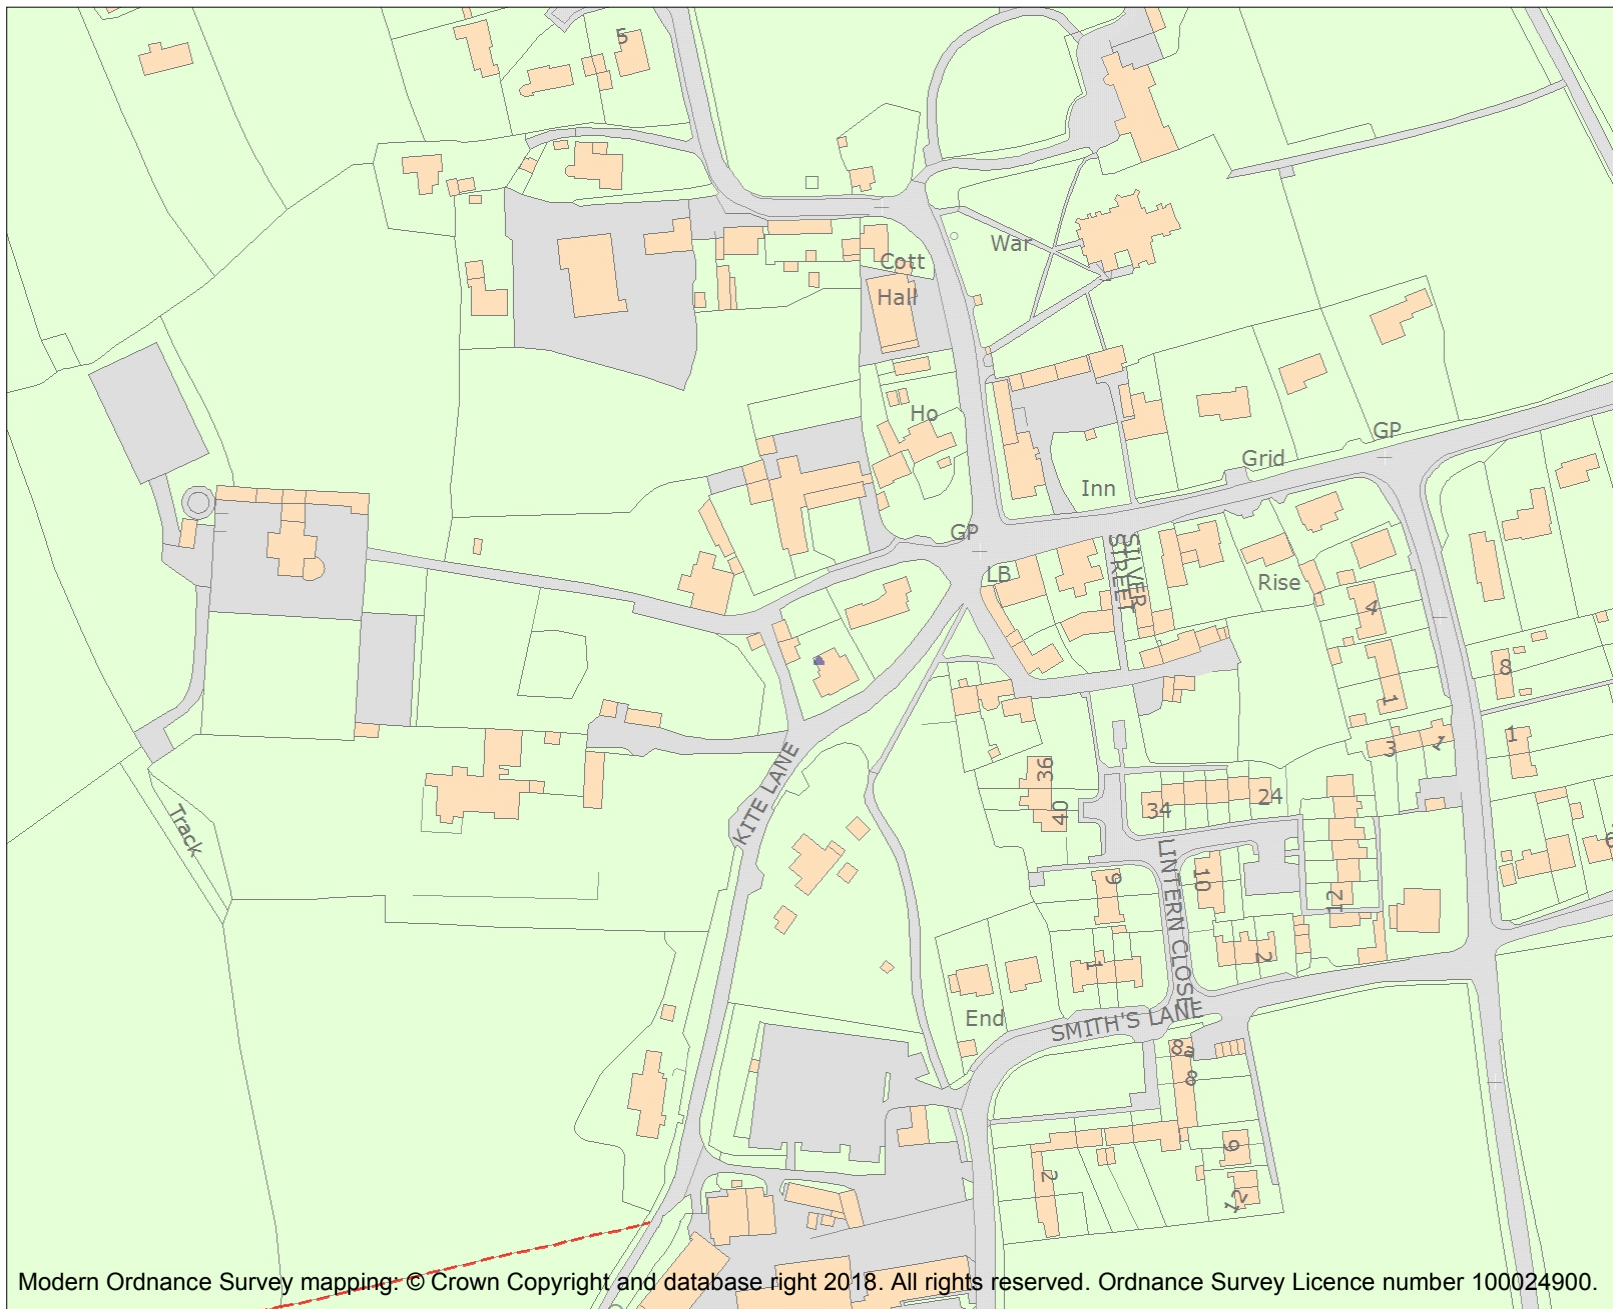 5
War
Cott
Hall
Ho
GP
Grid
Inn
GP
LB
SILVER
STREET
Rise
4
8
1
1
3
1
KITE LANE
36
40
34
24
Track
LINTERN CLOSE
9
10
12
6
1
2
End
SMITH'S LANE
8a
8
9
2
12
Modern Ordnance Survey mapping: © Crown Copyright and database right 2018. All rights reserved. Ordnance Survey Licence number 100024900.